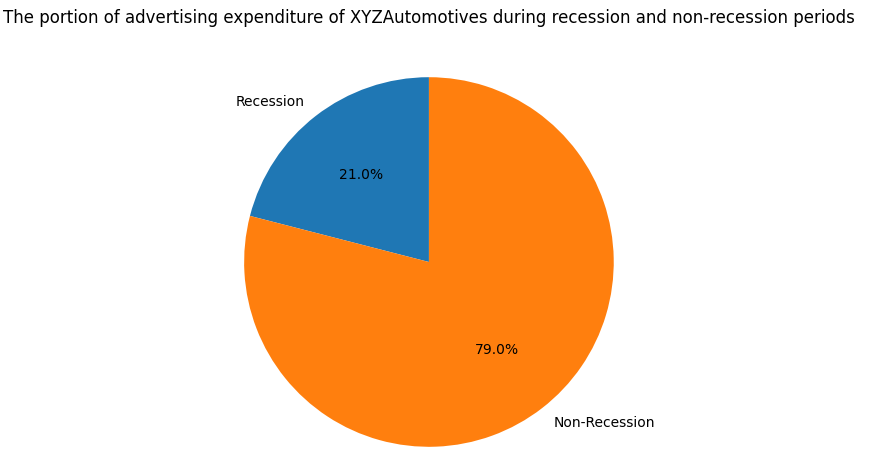 The portion of advertising expenditure of XYZAutomotives during recession and non-recession periods
Recession
21.0%
79.0%
Non-Recession